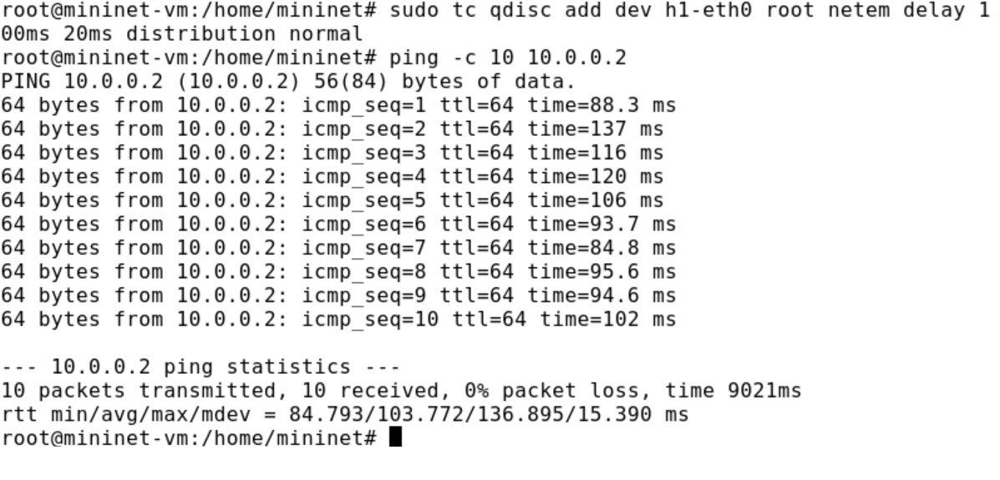 root@mininet-vm:/home/mininet# sudo tc qdisc add dev h1-eth0 root netem delay 1
00ms 20ms distribution normal
root@mininet-vm:/home/mininet# ping -c 10 10.0.0.2
PING 10.0.0.2 (10.0.0.2) 56(84) bytes of data.
64 bytes from 10.0.0.2: icmp_seq=1 ttl=64 time=88.3 ms
64 bytes from 10.0.0.2: icmp_seq=2 ttl=64 time=137 ms
64 bytes from 10.0.0.2: icmp_seq=3 ttl=64 time=116 ms
64 bytes from 10.0.0.2: icmp_seq=4 ttl=64 time=120 ms
64 bytes from 10.0.0.2: icmp_seq=5 ttl=64 time=106 ms
64 bytes from 10.0.0.2: icmp_seq=6 ttl=64 time=93.7 ms
64 bytes from 10.0.0.2: icmp_seq=7 ttl=64 time=84.8 ms
64 bytes from 10.0.0.2: icmp_seq=8 ttl=64 time=95.6 ms
64 bytes from 10.0.0.2: icmp_seq=9 ttl=64 time=94.6 ms
64 bytes from 10.0.0.2: icmp_seq=10 ttl=64 time=102 ms

--- 10.0.0.2 ping statistics ---
10 packets transmitted, 10 received, 0% packet loss, time 9021ms
rtt min/avg/max/mdev = 84.793/103.772/136.895/15.390 ms
root@mininet-vm:/home/mininet#